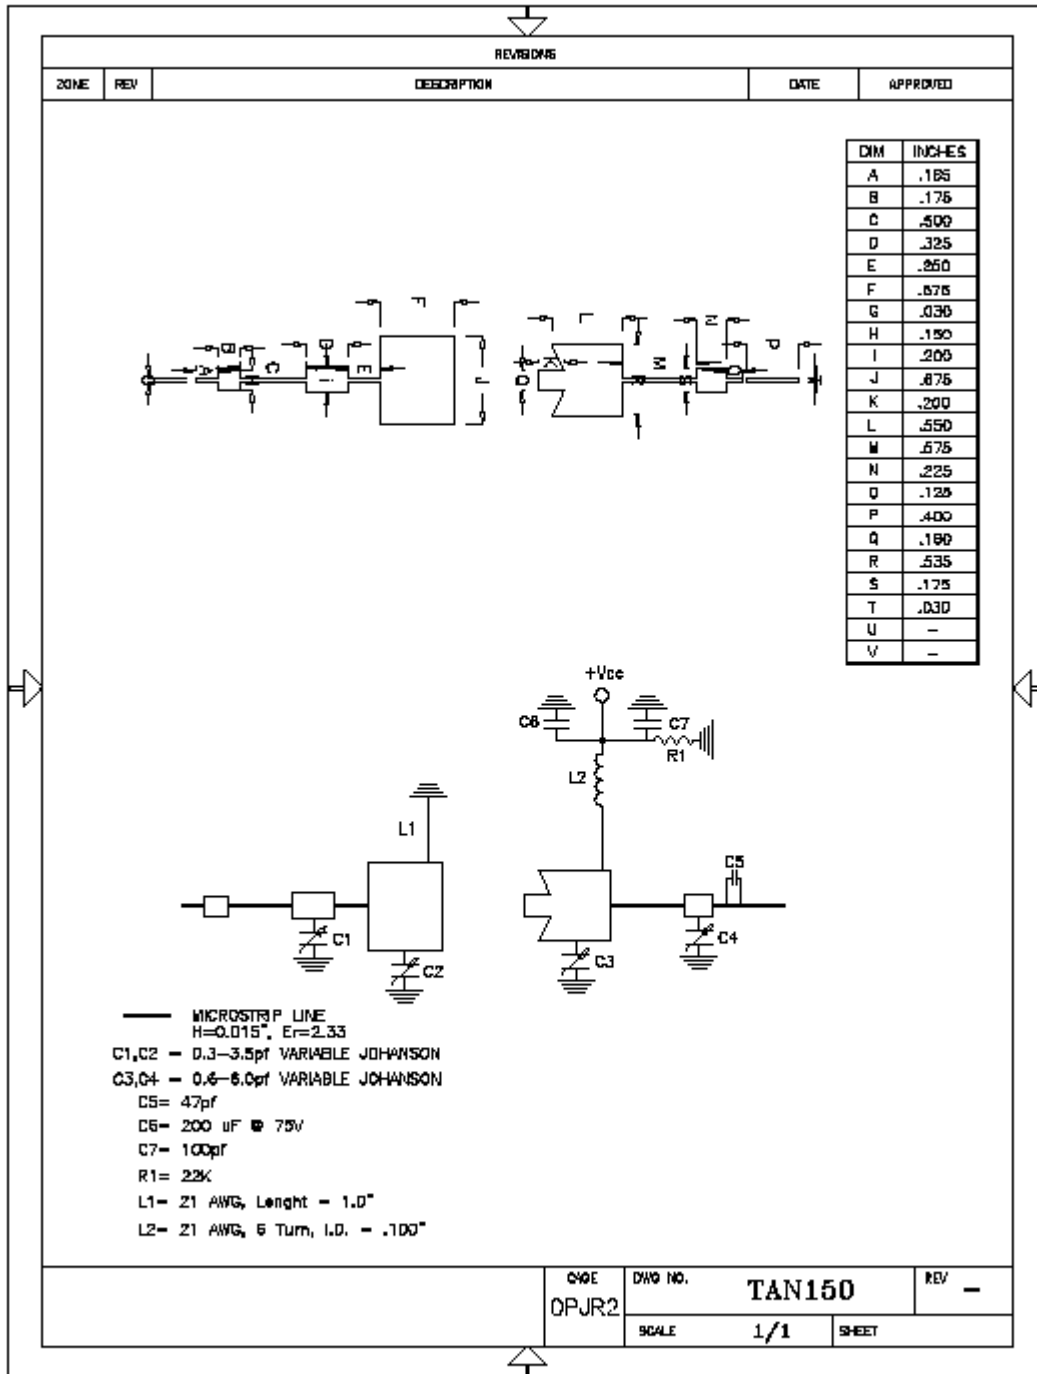 REVISIONS
ZONE REV DESCRIPTION DATE APPROVED
DIM INCHES
A .165
B .175
C .500
D .325
E .250
F .575
G .030
H .150
I .200
J .675
K .200
L .550
M .575
N .225
O .125
P .400
Q .190
R .535
S .175
T .030
U -
V -
F
B
A
C
D
E
J
L
K
M
N
P
+Vcc
C6
C7
R1
L2
L1
C5
C1
C2
C3
C4
MICROSTRIP LINE
H=0.015", Er=2.33
C1,C2 - 0.3-3.5pf VARIABLE JOHANSON
C3,C4 - 0.6-6.0pf VARIABLE JOHANSON
C5= 47pf
C6- 200 uF @ 75V
C7- 100pf
R1= 22K
L1- 21 AWG, Lenght - 1.0"
L2- 21 AWG, 6 Turn, I.D. - .100"
CAGE
OPJR2
DWG NO.
TAN150
REV -
SCALE 1/1 SHEET